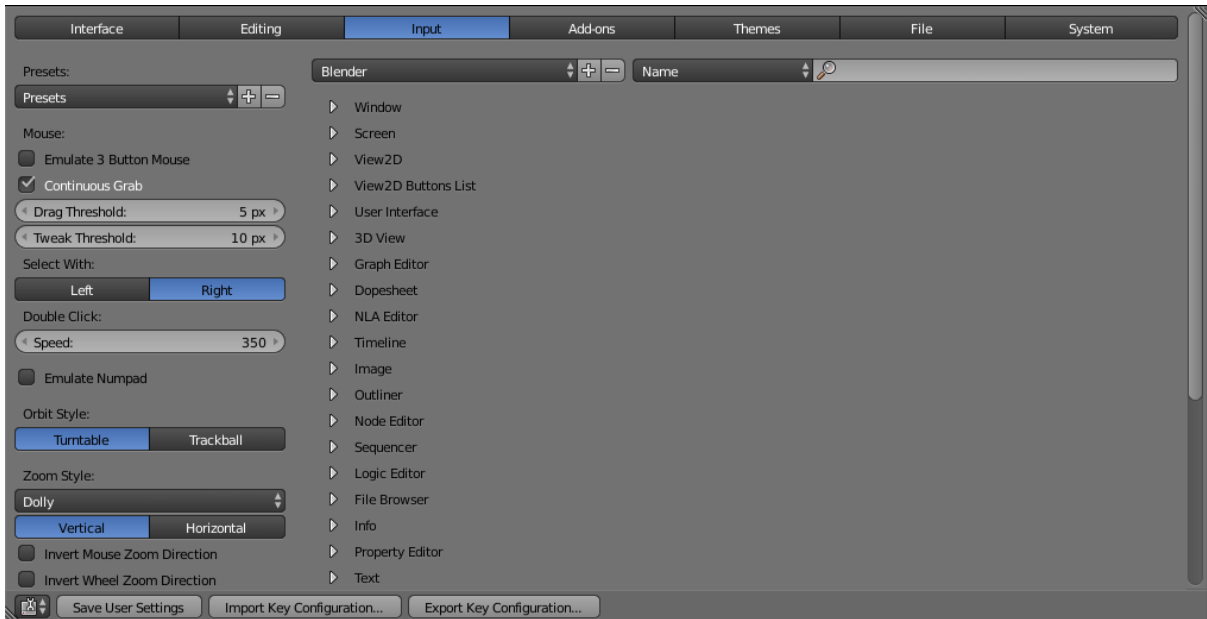 Interface Editing Input Add-ons Themes File System
Presets:
Presets
Mouse:
Emulate 3 Button Mouse
Continuous Grab
Drag Threshold: 5 px
Tweak Threshold: 10 px
Select With:
Left Right
Double Click:
Speed: 350
Emulate Numpad
Orbit Style:
Turntable Trackball
Zoom Style:
Dolly
Vertical Horizontal
Invert Mouse Zoom Direction
Invert Wheel Zoom Direction
Blender Name
Window
Screen
View2D
View2D Buttons List
User Interface
3D View
Graph Editor
Dopesheet
NLA Editor
Timeline
Image
Outliner
Node Editor
Sequencer
Logic Editor
File Browser
Info
Property Editor
Text
Save User Settings Import Key Configuration... Export Key Configuration...